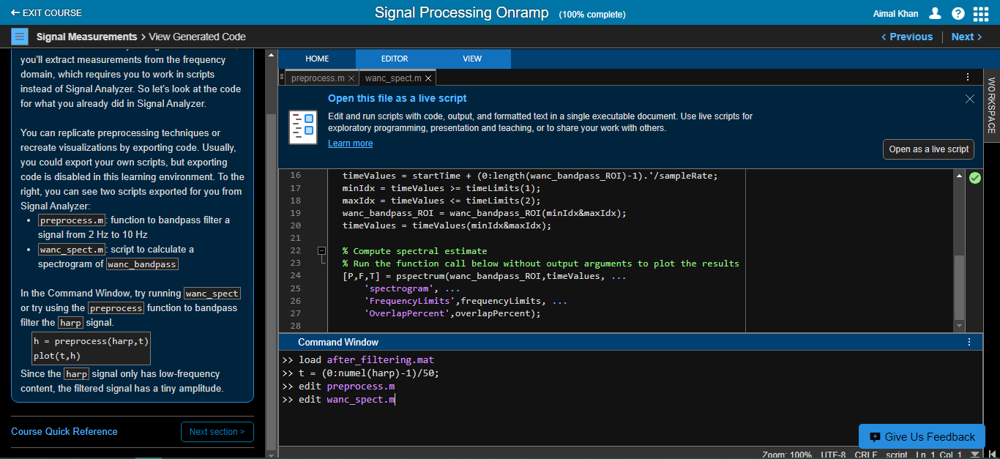 ← EXIT COURSE
Signal Processing Onramp (100% complete)
Aimal Khan
?
Signal Measurements > View Generated Code
< Previous
Next >
you'll extract measurements from the frequency
domain, which requires you to work in scripts
instead of Signal Analyzer. So let's look at the code
for what you already did in Signal Analyzer.
You can replicate preprocessing techniques or
recreate visualizations by exporting code. Usually,
you could export your own scripts, but exporting
code is disabled in this learning environment. To the
right, you can see two scripts exported for you from
Signal Analyzer:
• preprocess.m: function to bandpass filter a
signal from 2 Hz to 10 Hz
• wanc_spect.m: script to calculate a
spectrogram of wanc_bandpass
In the Command Window, try running wanc_spect
or try using the preprocess function to bandpass
filter the harp signal.
h = preprocess(harp,t)
plot(t,h)
Since the harp signal only has low-frequency
content, the filtered signal has a tiny amplitude.
Course Quick Reference
Next section >
HOME
EDITOR
VIEW
preprocess.m ×
wanc_spect.m ×
WORKSPACE
Open this file as a live script
Edit and run scripts with code, output, and formatted text in a single executable document. Use live scripts for
exploratory programming, presentation and teaching, or to share your work with others.
Learn more
Open as a live script
16 timeValues = startTime + (0:length(wanc_bandpass_ROI)-1).'/sampleRate;
17 minIdx = timeValues >= timeLimits(1);
18 maxIdx = timeValues <= timeLimits(2);
19 wanc_bandpass_ROI = wanc_bandpass_ROI(minIdx&maxIdx);
20 timeValues = timeValues(minIdx&maxIdx);
21
22 % Compute spectral estimate
23 % Run the function call below without output arguments to plot the results
24 [P,F,T] = pspectrum(wanc_bandpass_ROI,timeValues, ...
25 'spectrogram', ...
26 'FrequencyLimits',frequencyLimits, ...
27 'OverlapPercent',overlapPercent);
28
Command Window
>> load after_filtering.mat
>> t = (0:numel(harp)-1)/50;
>> edit preprocess.m
>> edit wanc_spect.m
Give Us Feedback
Zoom: 100% UTF-8 CRLF script Ln 1 Col 1